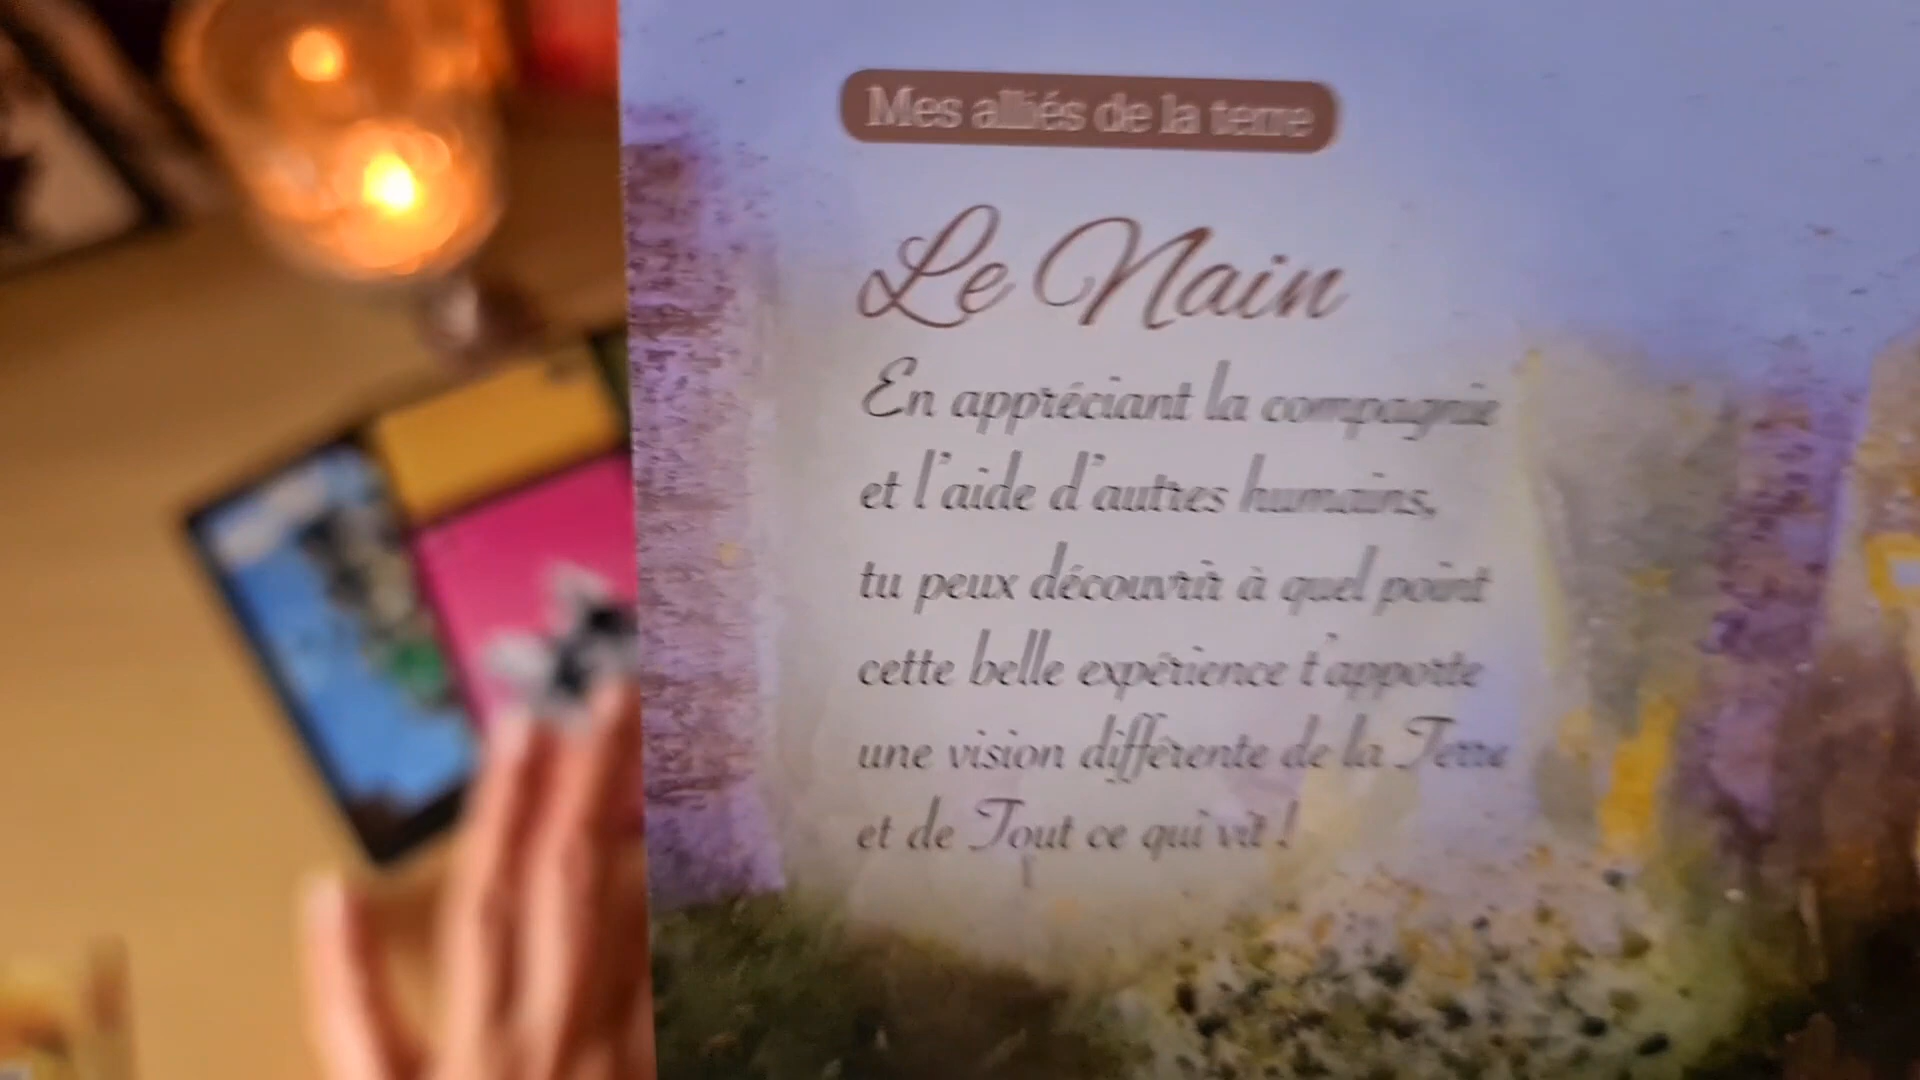 Mes alliés de la terre
Le Nain
En appréciant la compagnie
et l'aide d'autres humains,
tu peux découvrir à quel point
cette belle expérience t'apporte
une vision différente de la Terre
et de Tout ce qui vit !